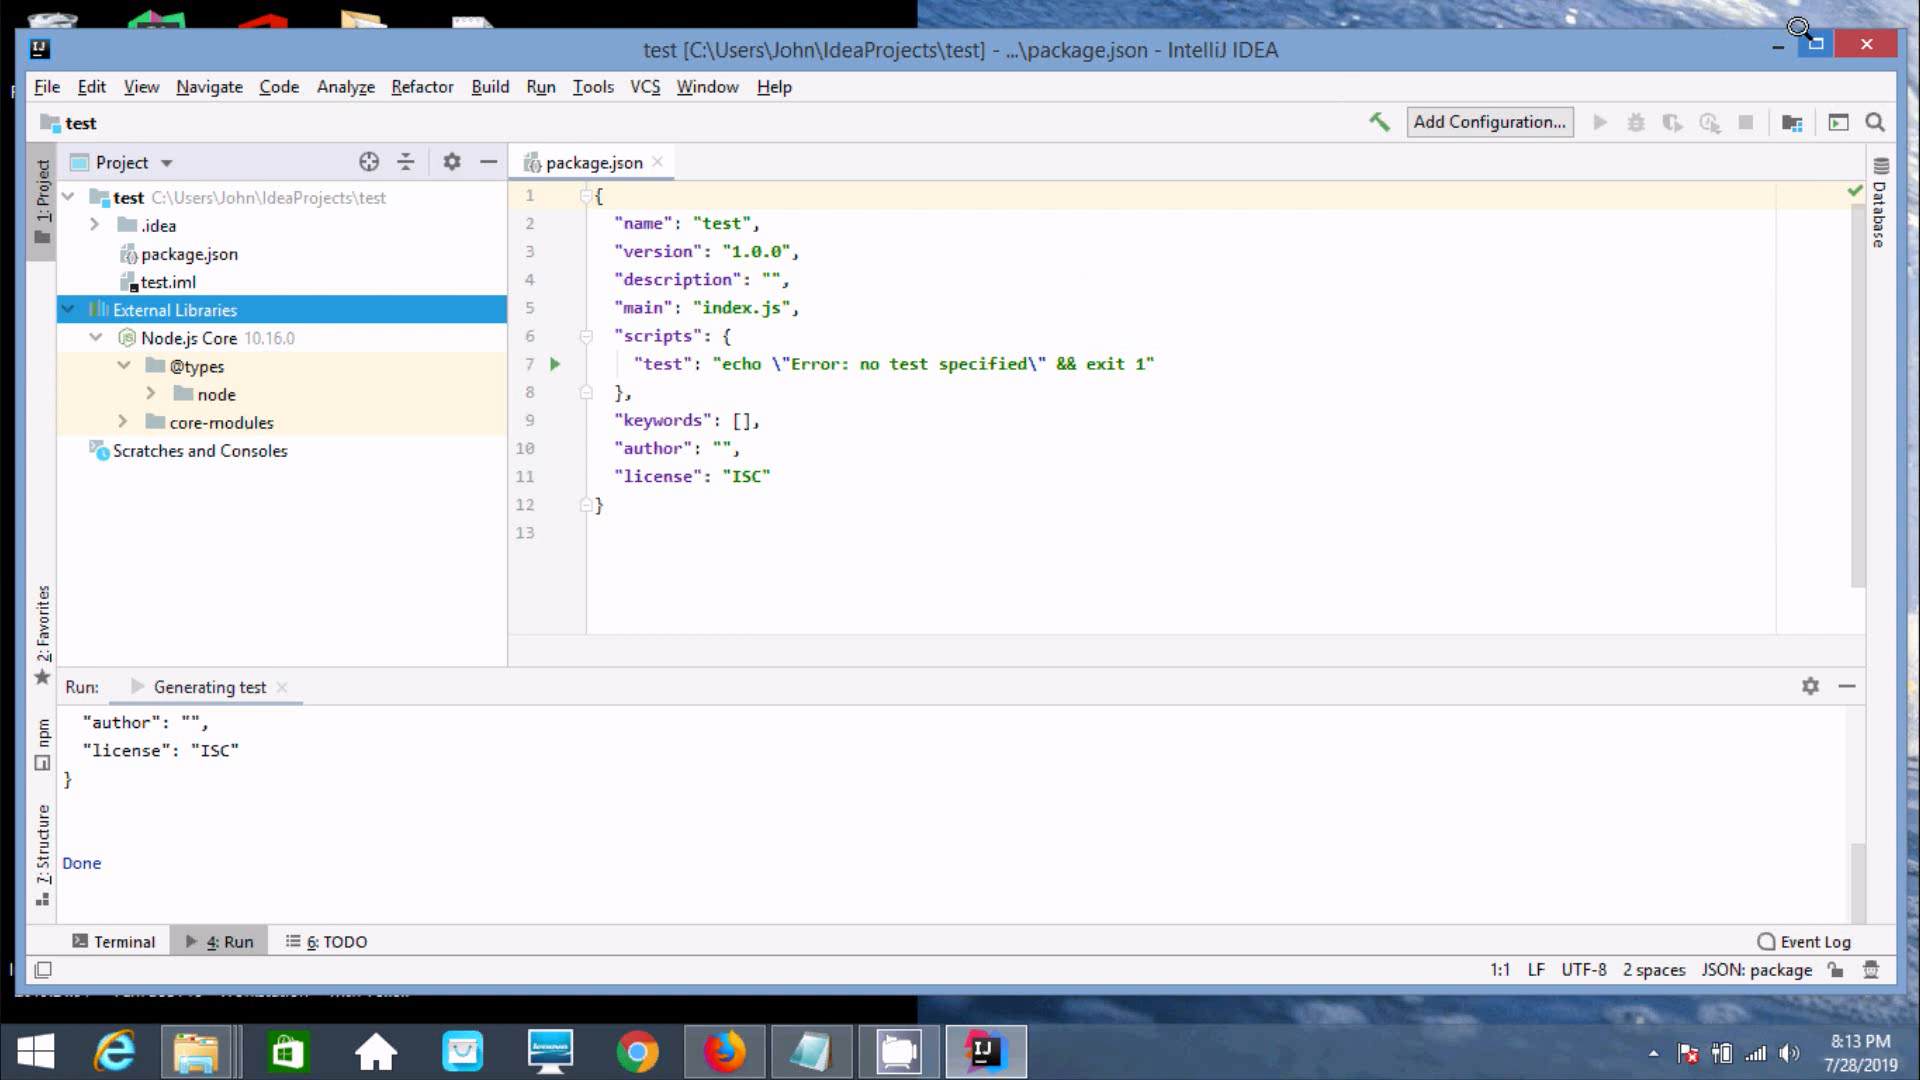 test [C:\Users\John\IdeaProjects\test] - ...\package.json - IntelliJ IDEA
File Edit View Navigate Code Analyze Refactor Build Run Tools VCS Window Help
test
Add Configuration...
1: Project
Project
package.json
Database
test C:\Users\John\IdeaProjects\test
.idea
package.json
test.iml
External Libraries
Node.js Core 10.16.0
@types
node
core-modules
Scratches and Consoles
1 {
2 "name": "test",
3 "version": "1.0.0",
4 "description": "",
5 "main": "index.js",
6 "scripts": {
7 "test": "echo \"Error: no test specified\" && exit 1"
8 },
9 "keywords": [],
10 "author": "",
11 "license": "ISC"
12 }
13
2: Favorites
npm
7: Structure
Run: Generating test
"author": "",
"license": "ISC"
}
Done
Terminal 4: Run 6: TODO Event Log
1:1 LF UTF-8 2 spaces JSON: package
8:13 PM
7/28/2019